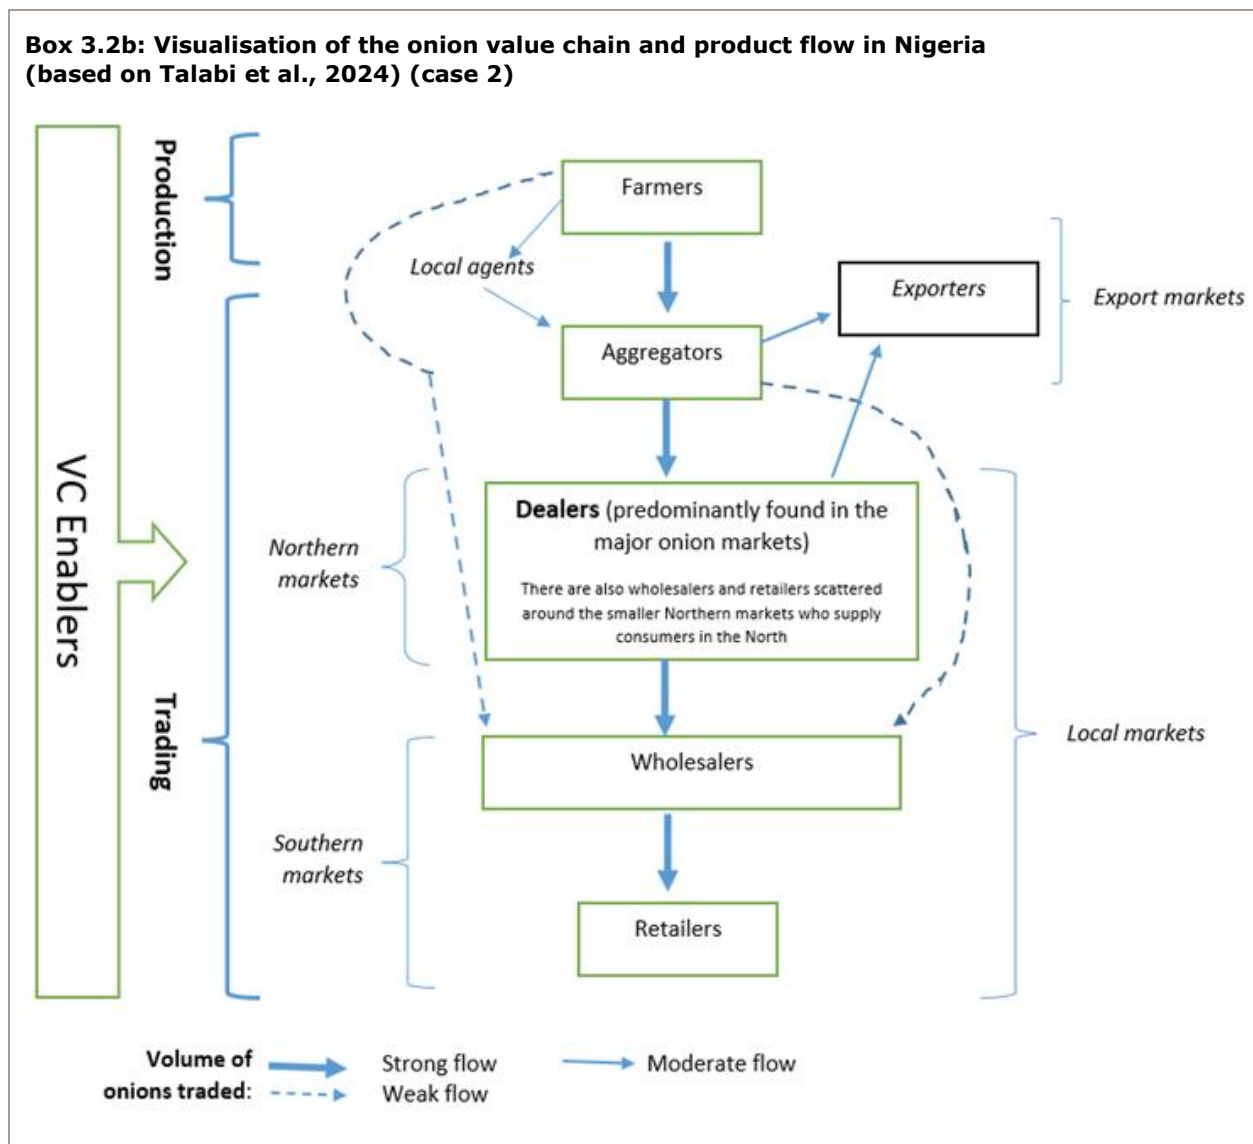 Box 3.2b: Visualisation of the onion value chain and product flow in Nigeria
(based on Talabi et al., 2024) (case 2)
VC Enablers
Production
Trading
Farmers
Local agents
Exporters
Export markets
Aggregators
Northern
markets
Dealers (predominantly found in the
major onion markets)
There are also wholesalers and retailers scattered
around the smaller Northern markets who supply
consumers in the North
Local markets
Wholesalers
Southern
markets
Retailers
Volume of
onions traded:
Strong flow
Moderate flow
Weak flow